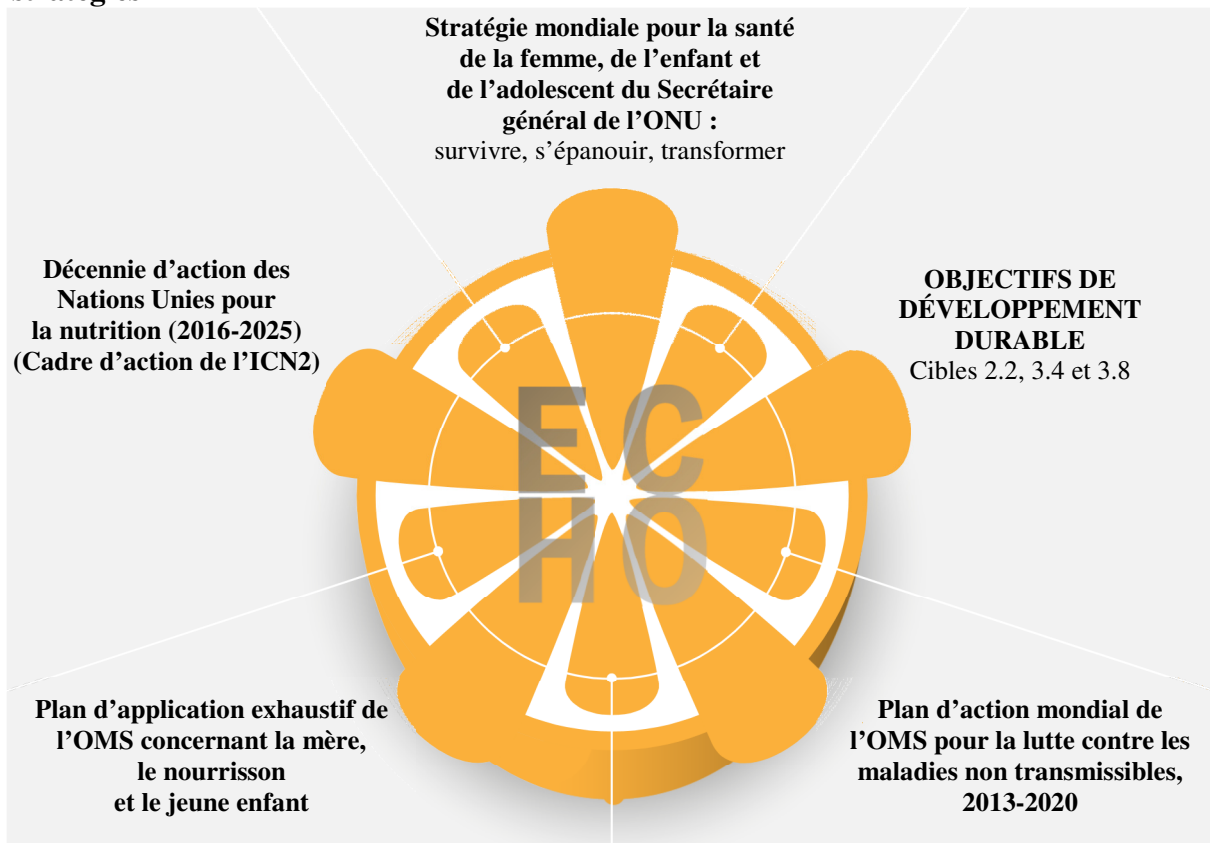 stratégies
Stratégie mondiale pour la santé
de la femme, de l’enfant et
de l’adolescent du Secrétaire
général de l’ONU :
survivre, s’épanouir, transformer
Décennie d’action des
Nations Unies pour
la nutrition (2016-2025)
(Cadre d’action de l’ICN2)
OBJECTIFS DE
DÉVELOPPEMENT
DURABLE
Cibles 2.2, 3.4 et 3.8
EC
HO
Plan d’application exhaustif de
l’OMS concernant la mère,
le nourrisson
et le jeune enfant
Plan d’action mondial de
l’OMS pour la lutte contre les
maladies non transmissibles,
2013-2020